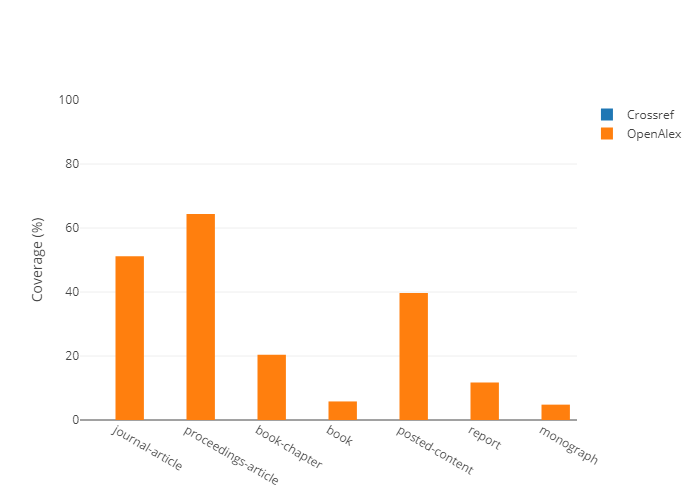 100
80
60
40
20
0
Coverage (%)
journal-article
proceedings-article
book-chapter
book
posted-content
report
monograph
Crossref
OpenAlex